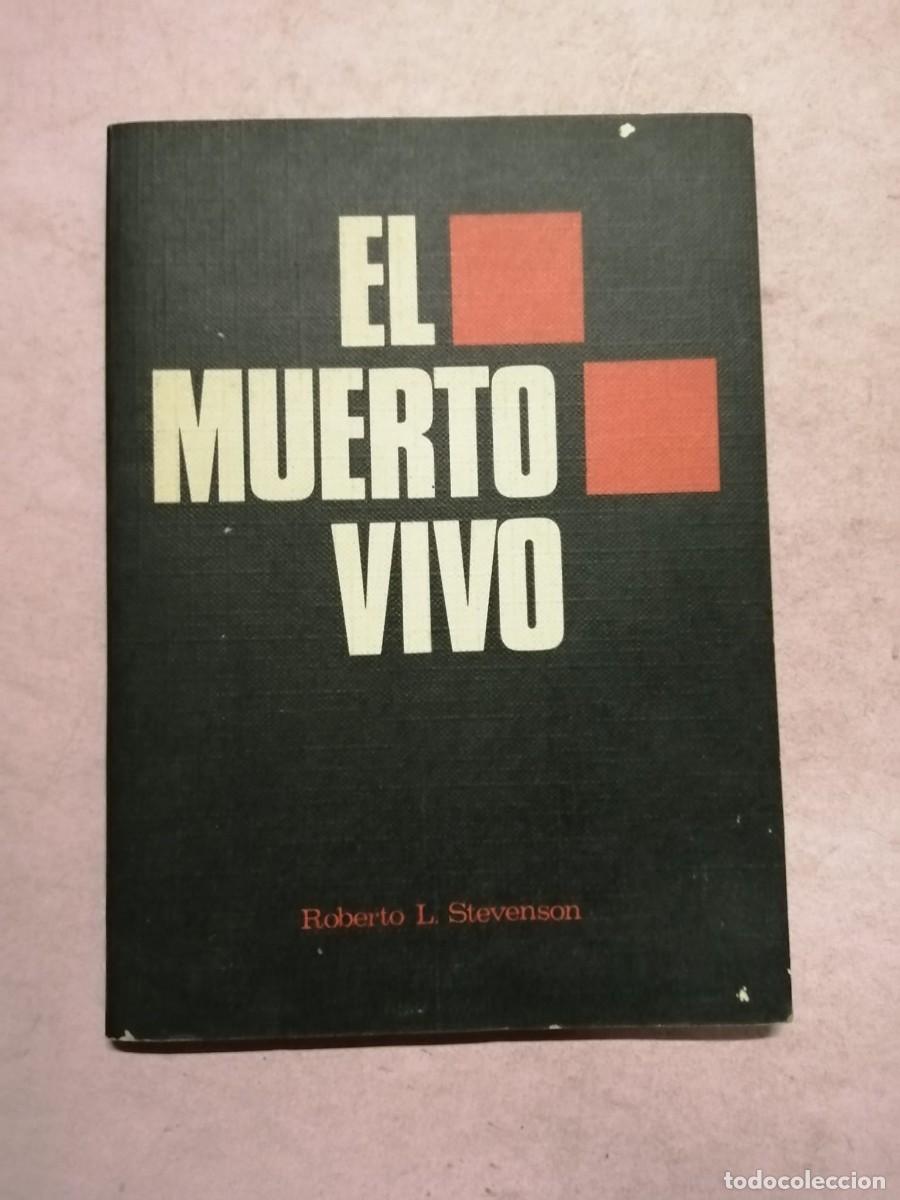 EL
MUERTO
VIVO
Roberto L. Stevenson
todocoleccion